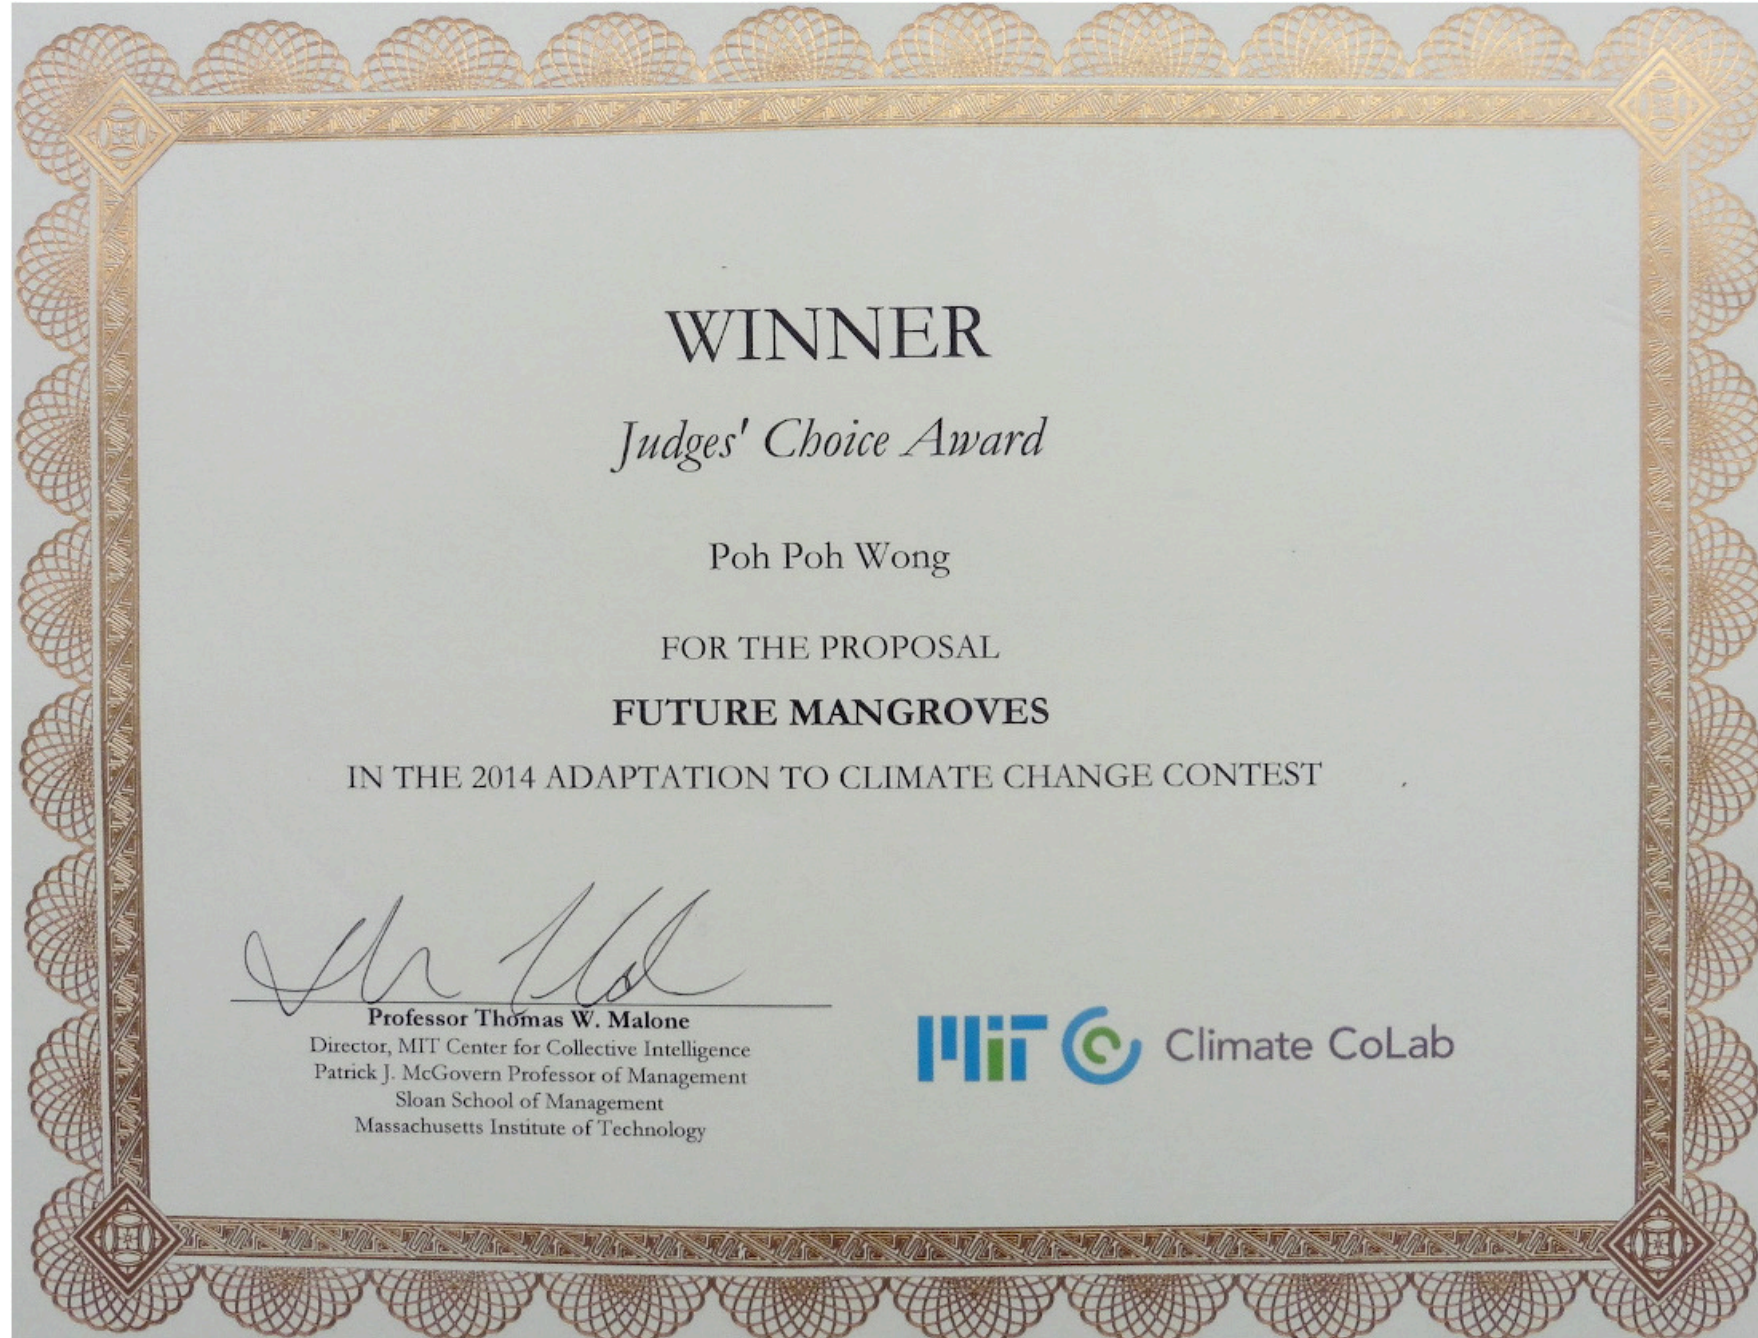 WINNER
Judges' Choice Award
Poh Poh Wong
FOR THE PROPOSAL
FUTURE MANGROVES
IN THE 2014 ADAPTATION TO CLIMATE CHANGE CONTEST
Professor Thomas W. Malone
Director, MIT Center for Collective Intelligence
Patrick J. McGovern Professor of Management
Sloan School of Management
Massachusetts Institute of Technology
MIT Climate CoLab